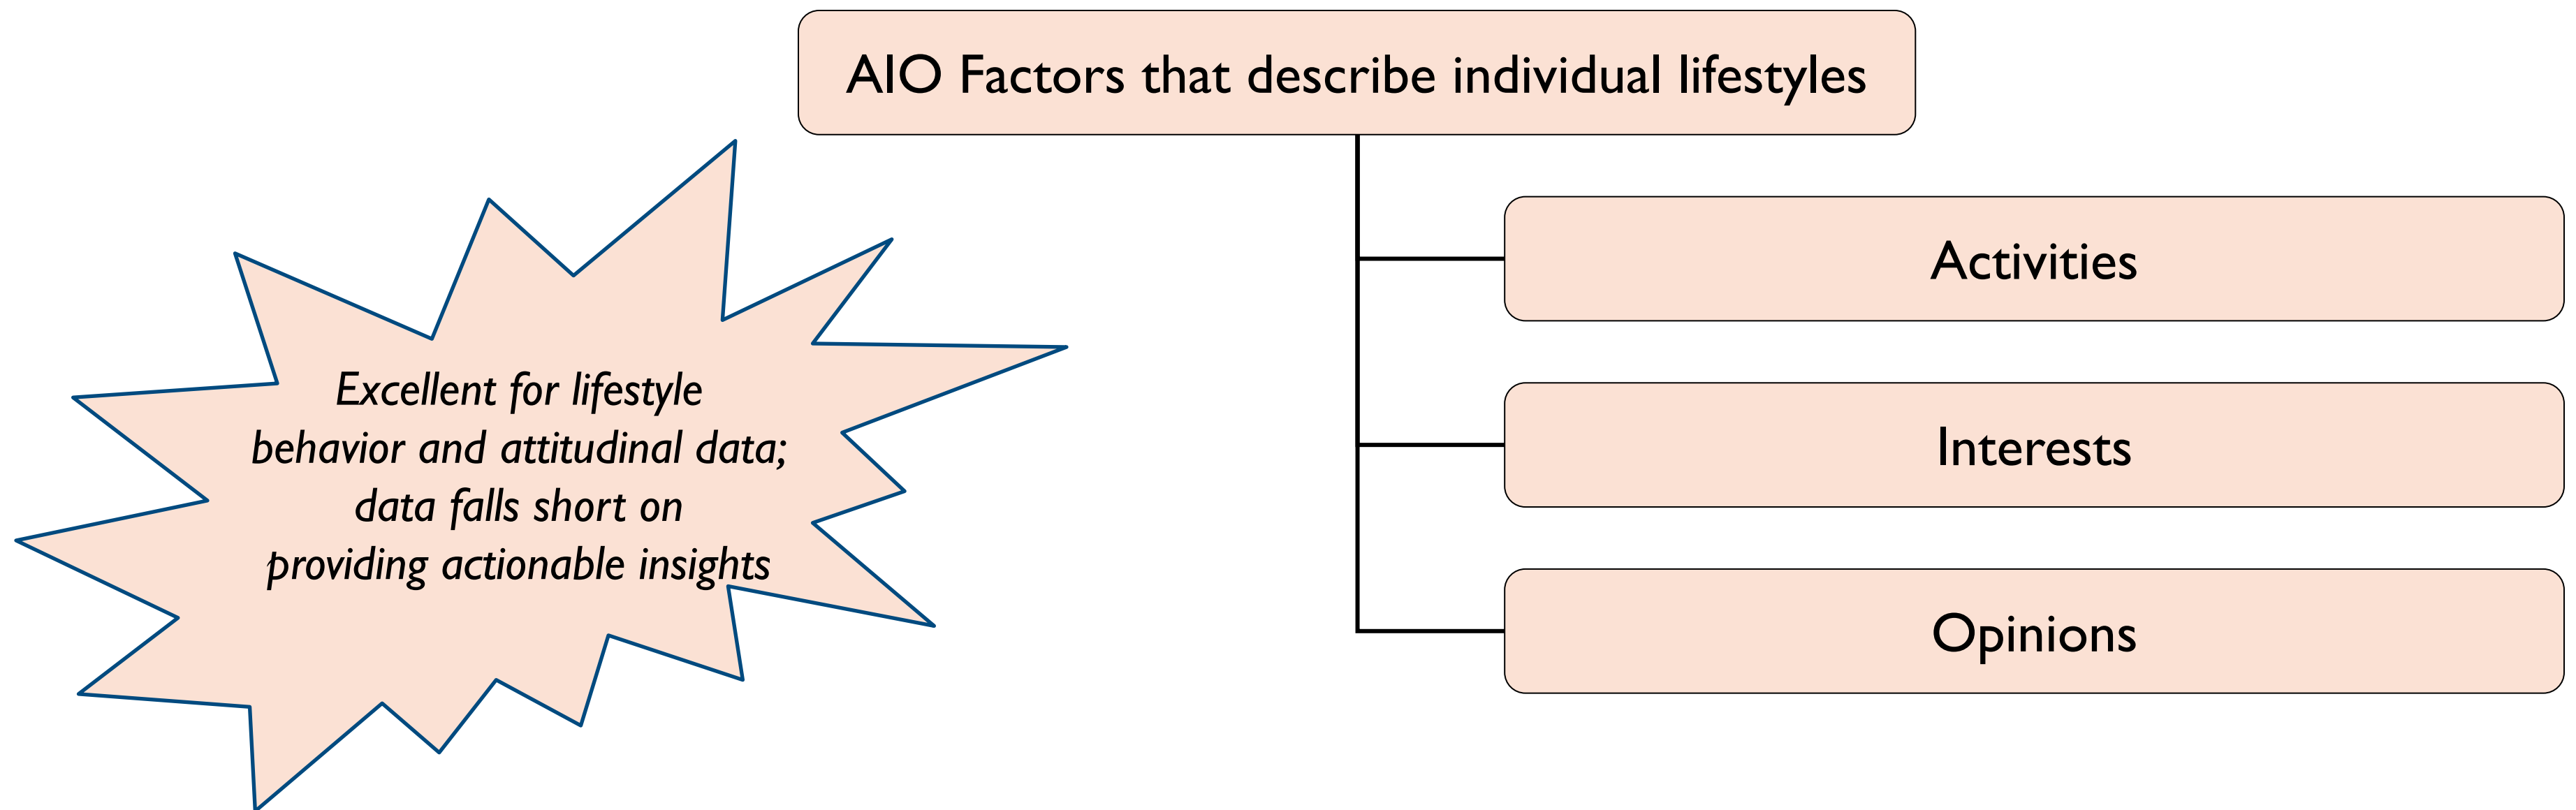 AIO Factors that describe individual lifestyles
Activities
Interests
Opinions
Excellent for lifestyle
behavior and attitudinal data;
data falls short on
providing actionable insights